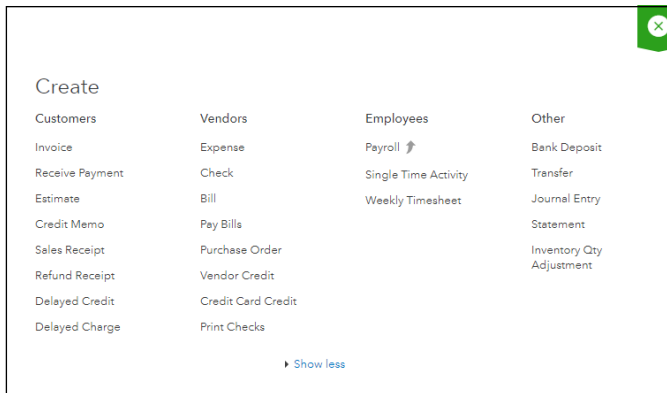 Create
Customers
Invoice
Receive Payment
Estimate
Credit Memo
Sales Receipt
Refund Receipt
Delayed Credit
Delayed Charge
Vendors
Expense
Check
Bill
Pay Bills
Purchase Order
Vendor Credit
Credit Card Credit
Print Checks
Employees
Payroll
Single Time Activity
Weekly Timesheet
Other
Bank Deposit
Transfer
Journal Entry
Statement
Inventory Qty
Adjustment
Show less